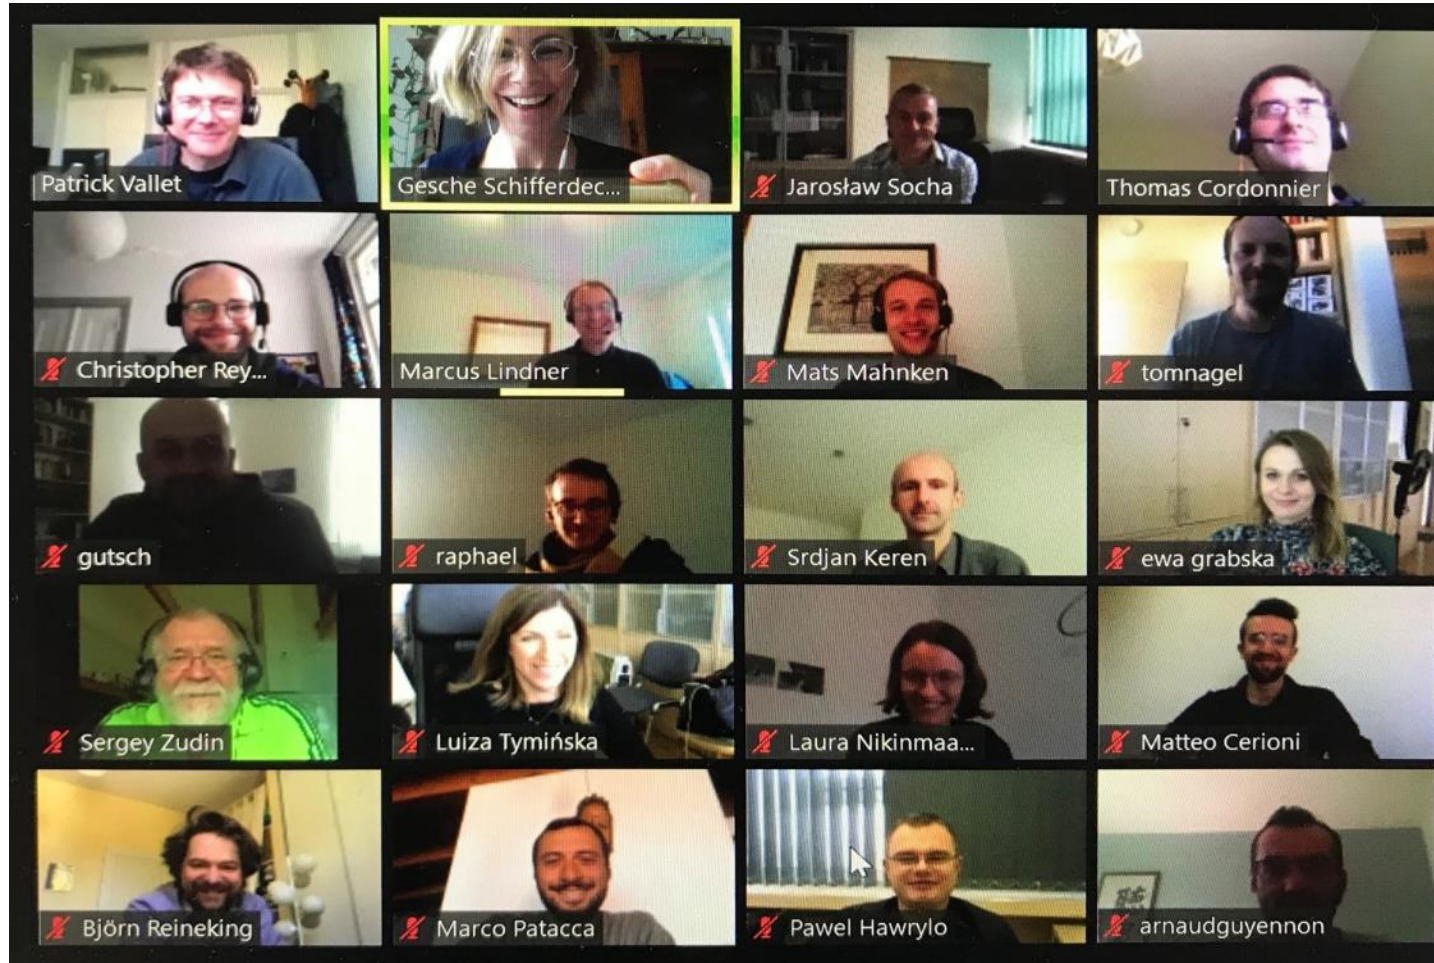 Patrick Vallet
Gesche Schifferdec...
Jarosław Socha
Thomas Cordonnier
Christopher Rey...
Marcus Lindner
Mats Mahnken
tomnagel
gutsch
raphael
Srdjan Keren
ewa grabska
Sergey Zudin
Luiza Tymińska
Laura Nikinmaa...
Matteo Cerioni
Björn Reineking
Marco Patacca
Pawel Hawrylo
arnaudguyennon